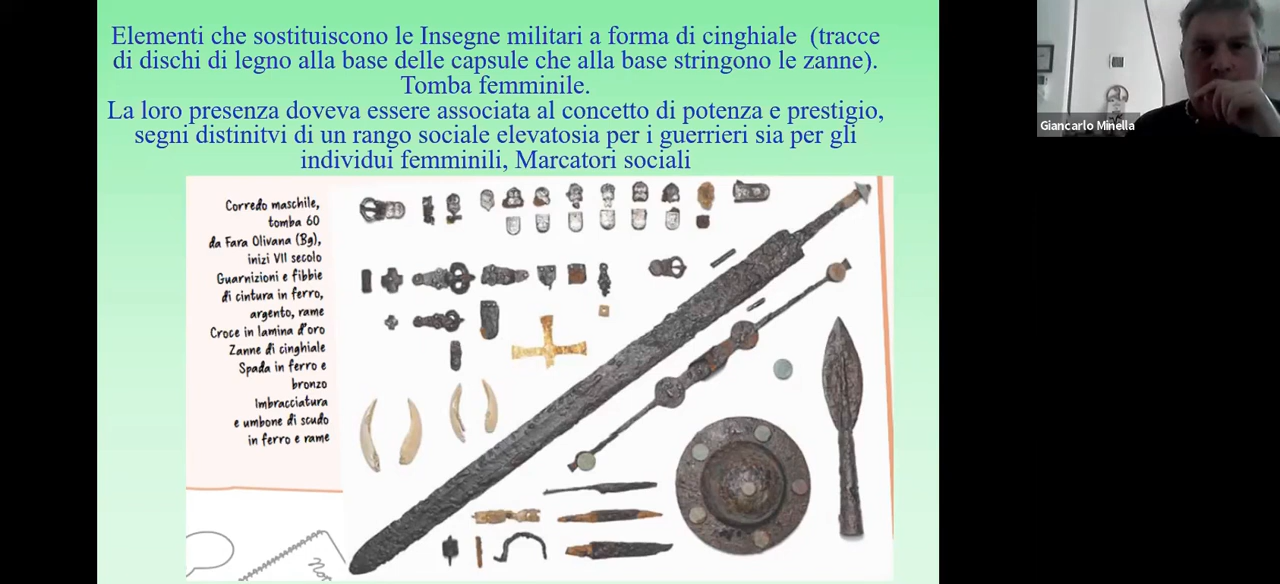 Elementi che sostituiscono le Insegne militari a forma di cinghiale (tracce
di dischi di legno alla base delle capsule che alla base stringono le zanne).
Tomba femminile.
La loro presenza doveva essere associata al concetto di potenza e prestigio,
segni distinitvi di un rango sociale elevatosia per i guerrieri sia per gli
individui femminili, Marcatori sociali
Corredo maschile,
tomba 60
da Fara Olivana (Bg),
inizi VII secolo
Guarnizioni e fibbie
di cintura in ferro,
argento, rame
Croce in lamina d'oro
Zanne di cinghiale
Spada in ferro e
bronzo
Imbracciatura
e umbone di scudo
in ferro e rame
Giancarlo Minella